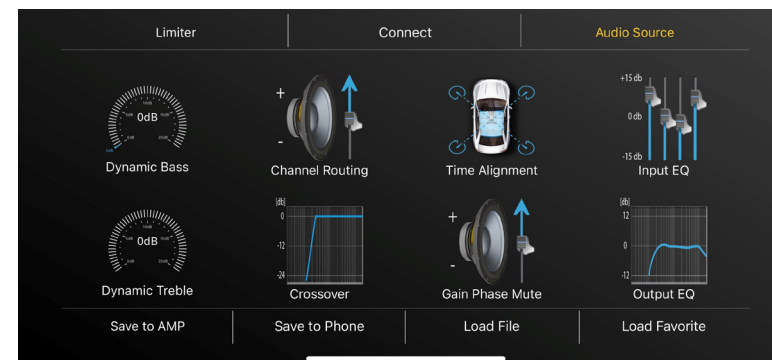 Limiter
Connect
Audio Source
0dB
Dynamic Bass
+
-
Channel Routing
Time Alignment
+15 db
0 db
-15 db
Input EQ
0dB
Dynamic Treble
[db]
0
-12
-24
Crossover
+
-
Gain Phase Mute
[db]
12
0
-12
Output EQ
Save to AMP
Save to Phone
Load File
Load Favorite